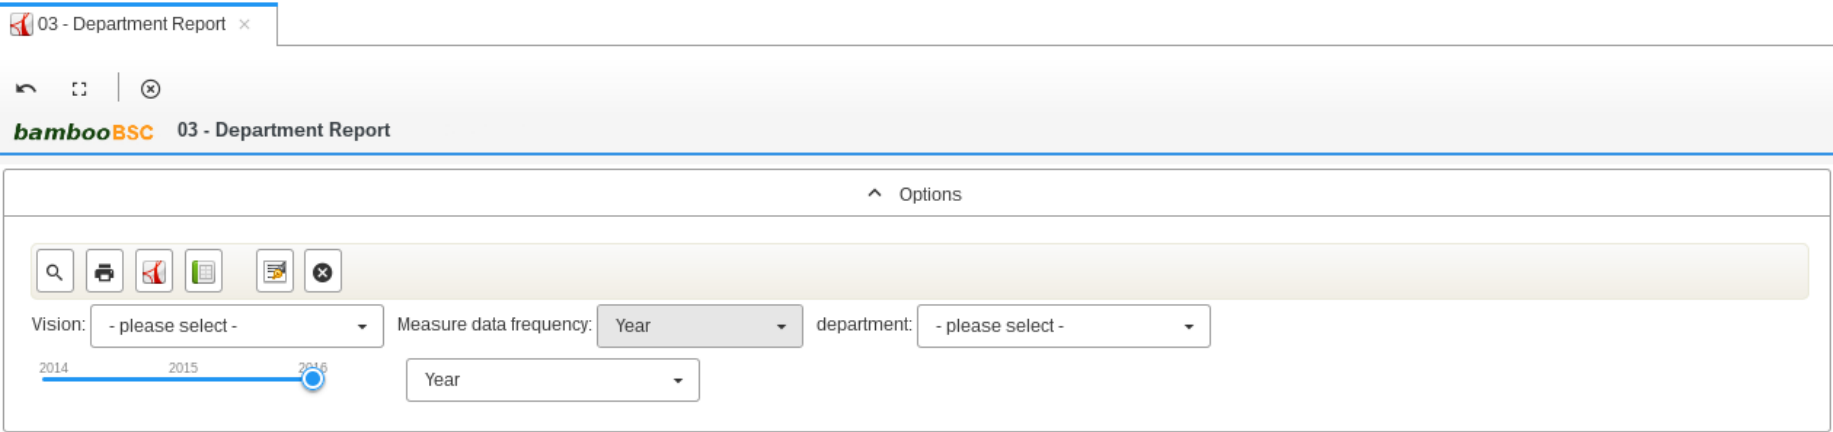 03 - Department Report
bambooBSC 03 - Department Report
Options
Vision: - please select - Measure data frequency: Year department: - please select -
2014 2015 2016
Year